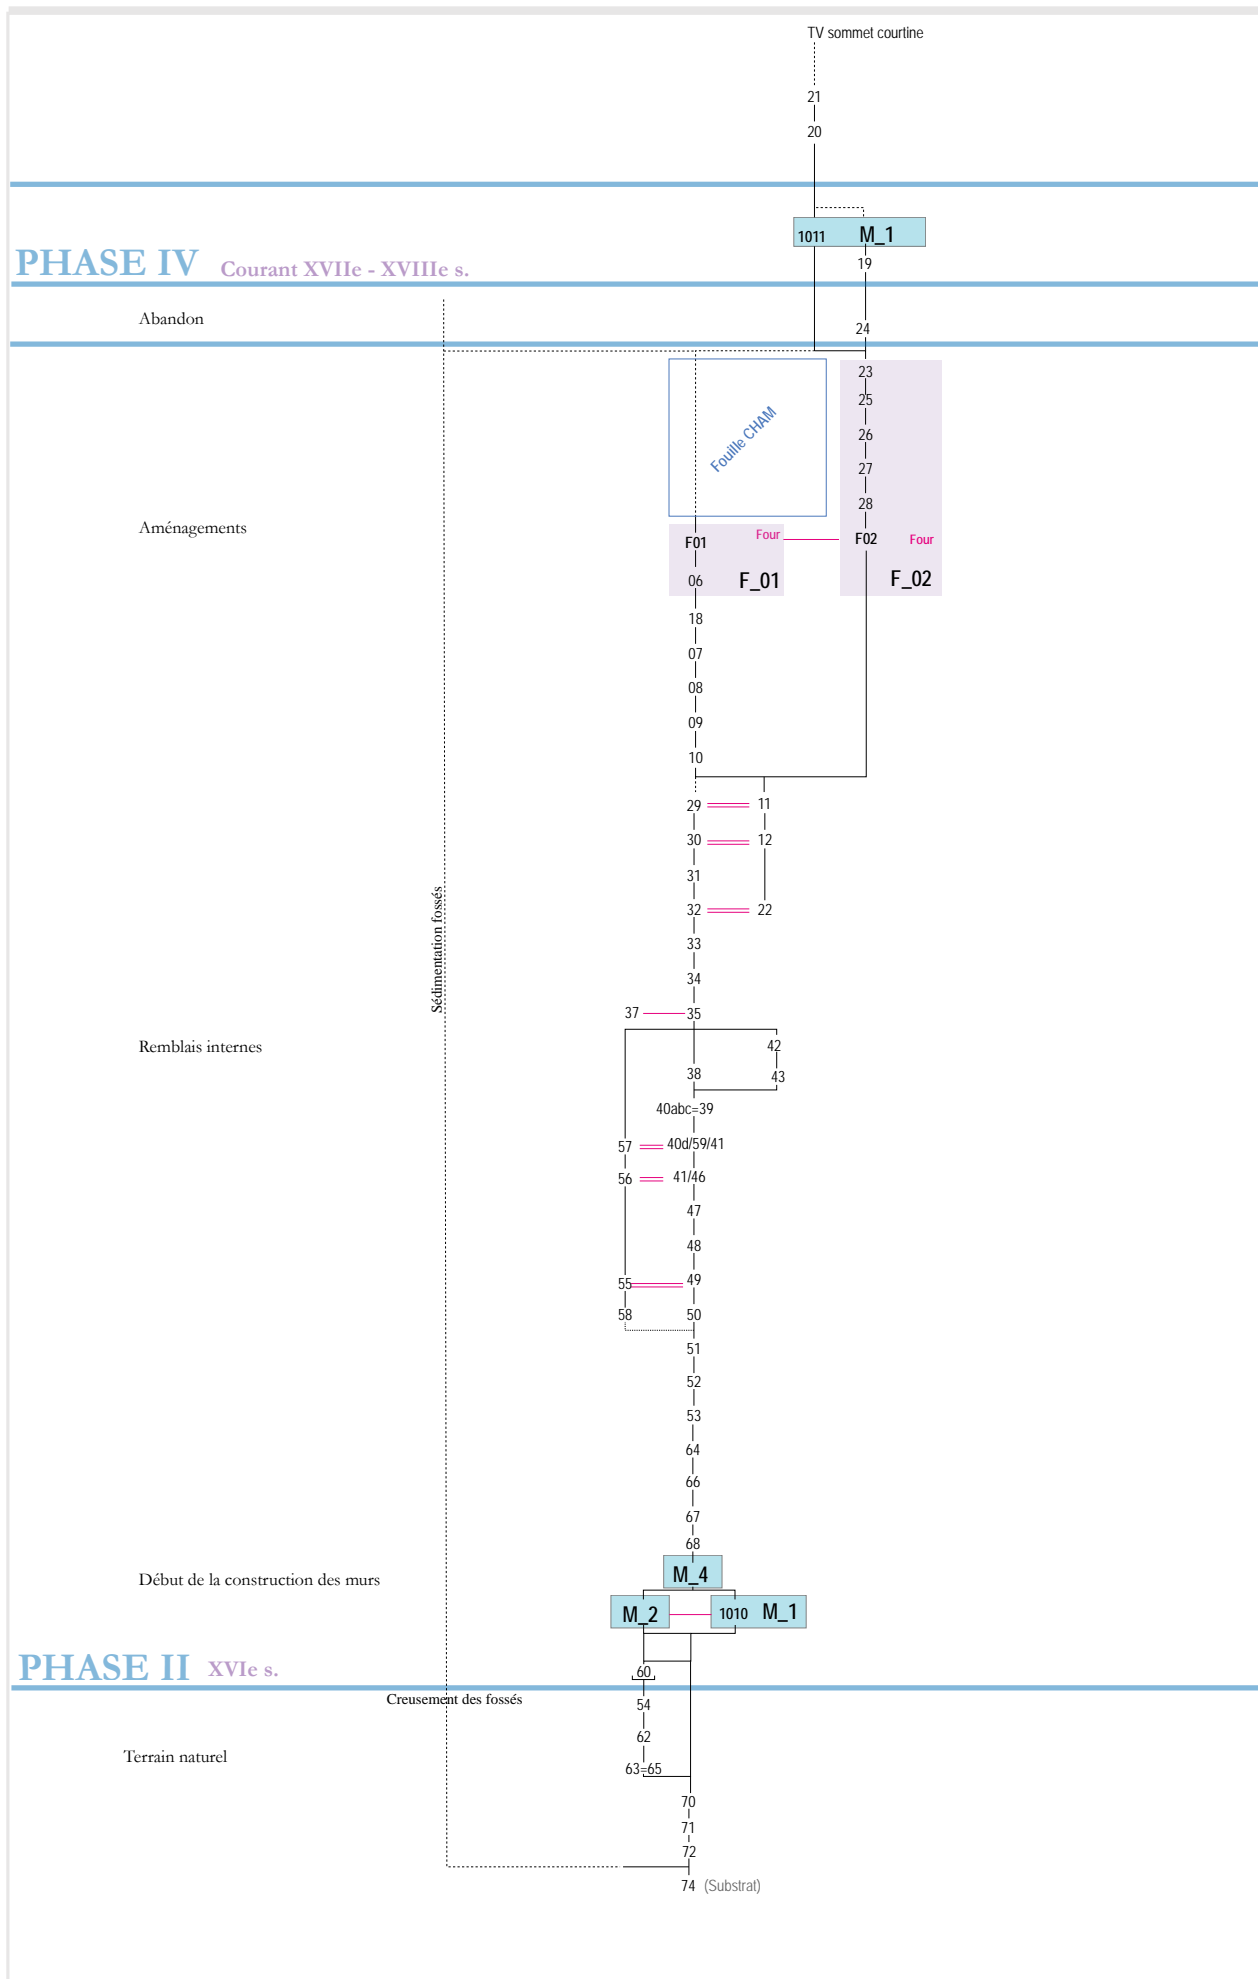 TV sommet courtine
21
20
1011 M_1
PHASE IV Courant XVIIe - XVIIIe s.
19
Abandon
24
23
25
Fouille CHAM
26
27
28
Aménagements
F01 Four F02 Four
06 F_01 F_02
18
07
08
09
10
29 11
30 12
31
32 22
Sédimentation fossés
33
34
37 35
Remblais internes
42
38 43
40abc=39
57 40d/59/41
56 41/46
47
48
55 49
58 50
51
52
53
64
66
67
68
Début de la construction des murs
M_4
M_2 1010 M_1
PHASE II XVIe s.
60
Creusement des fossés
54
62
Terrain naturel
63=65
70
71
72
74 (Substrat)